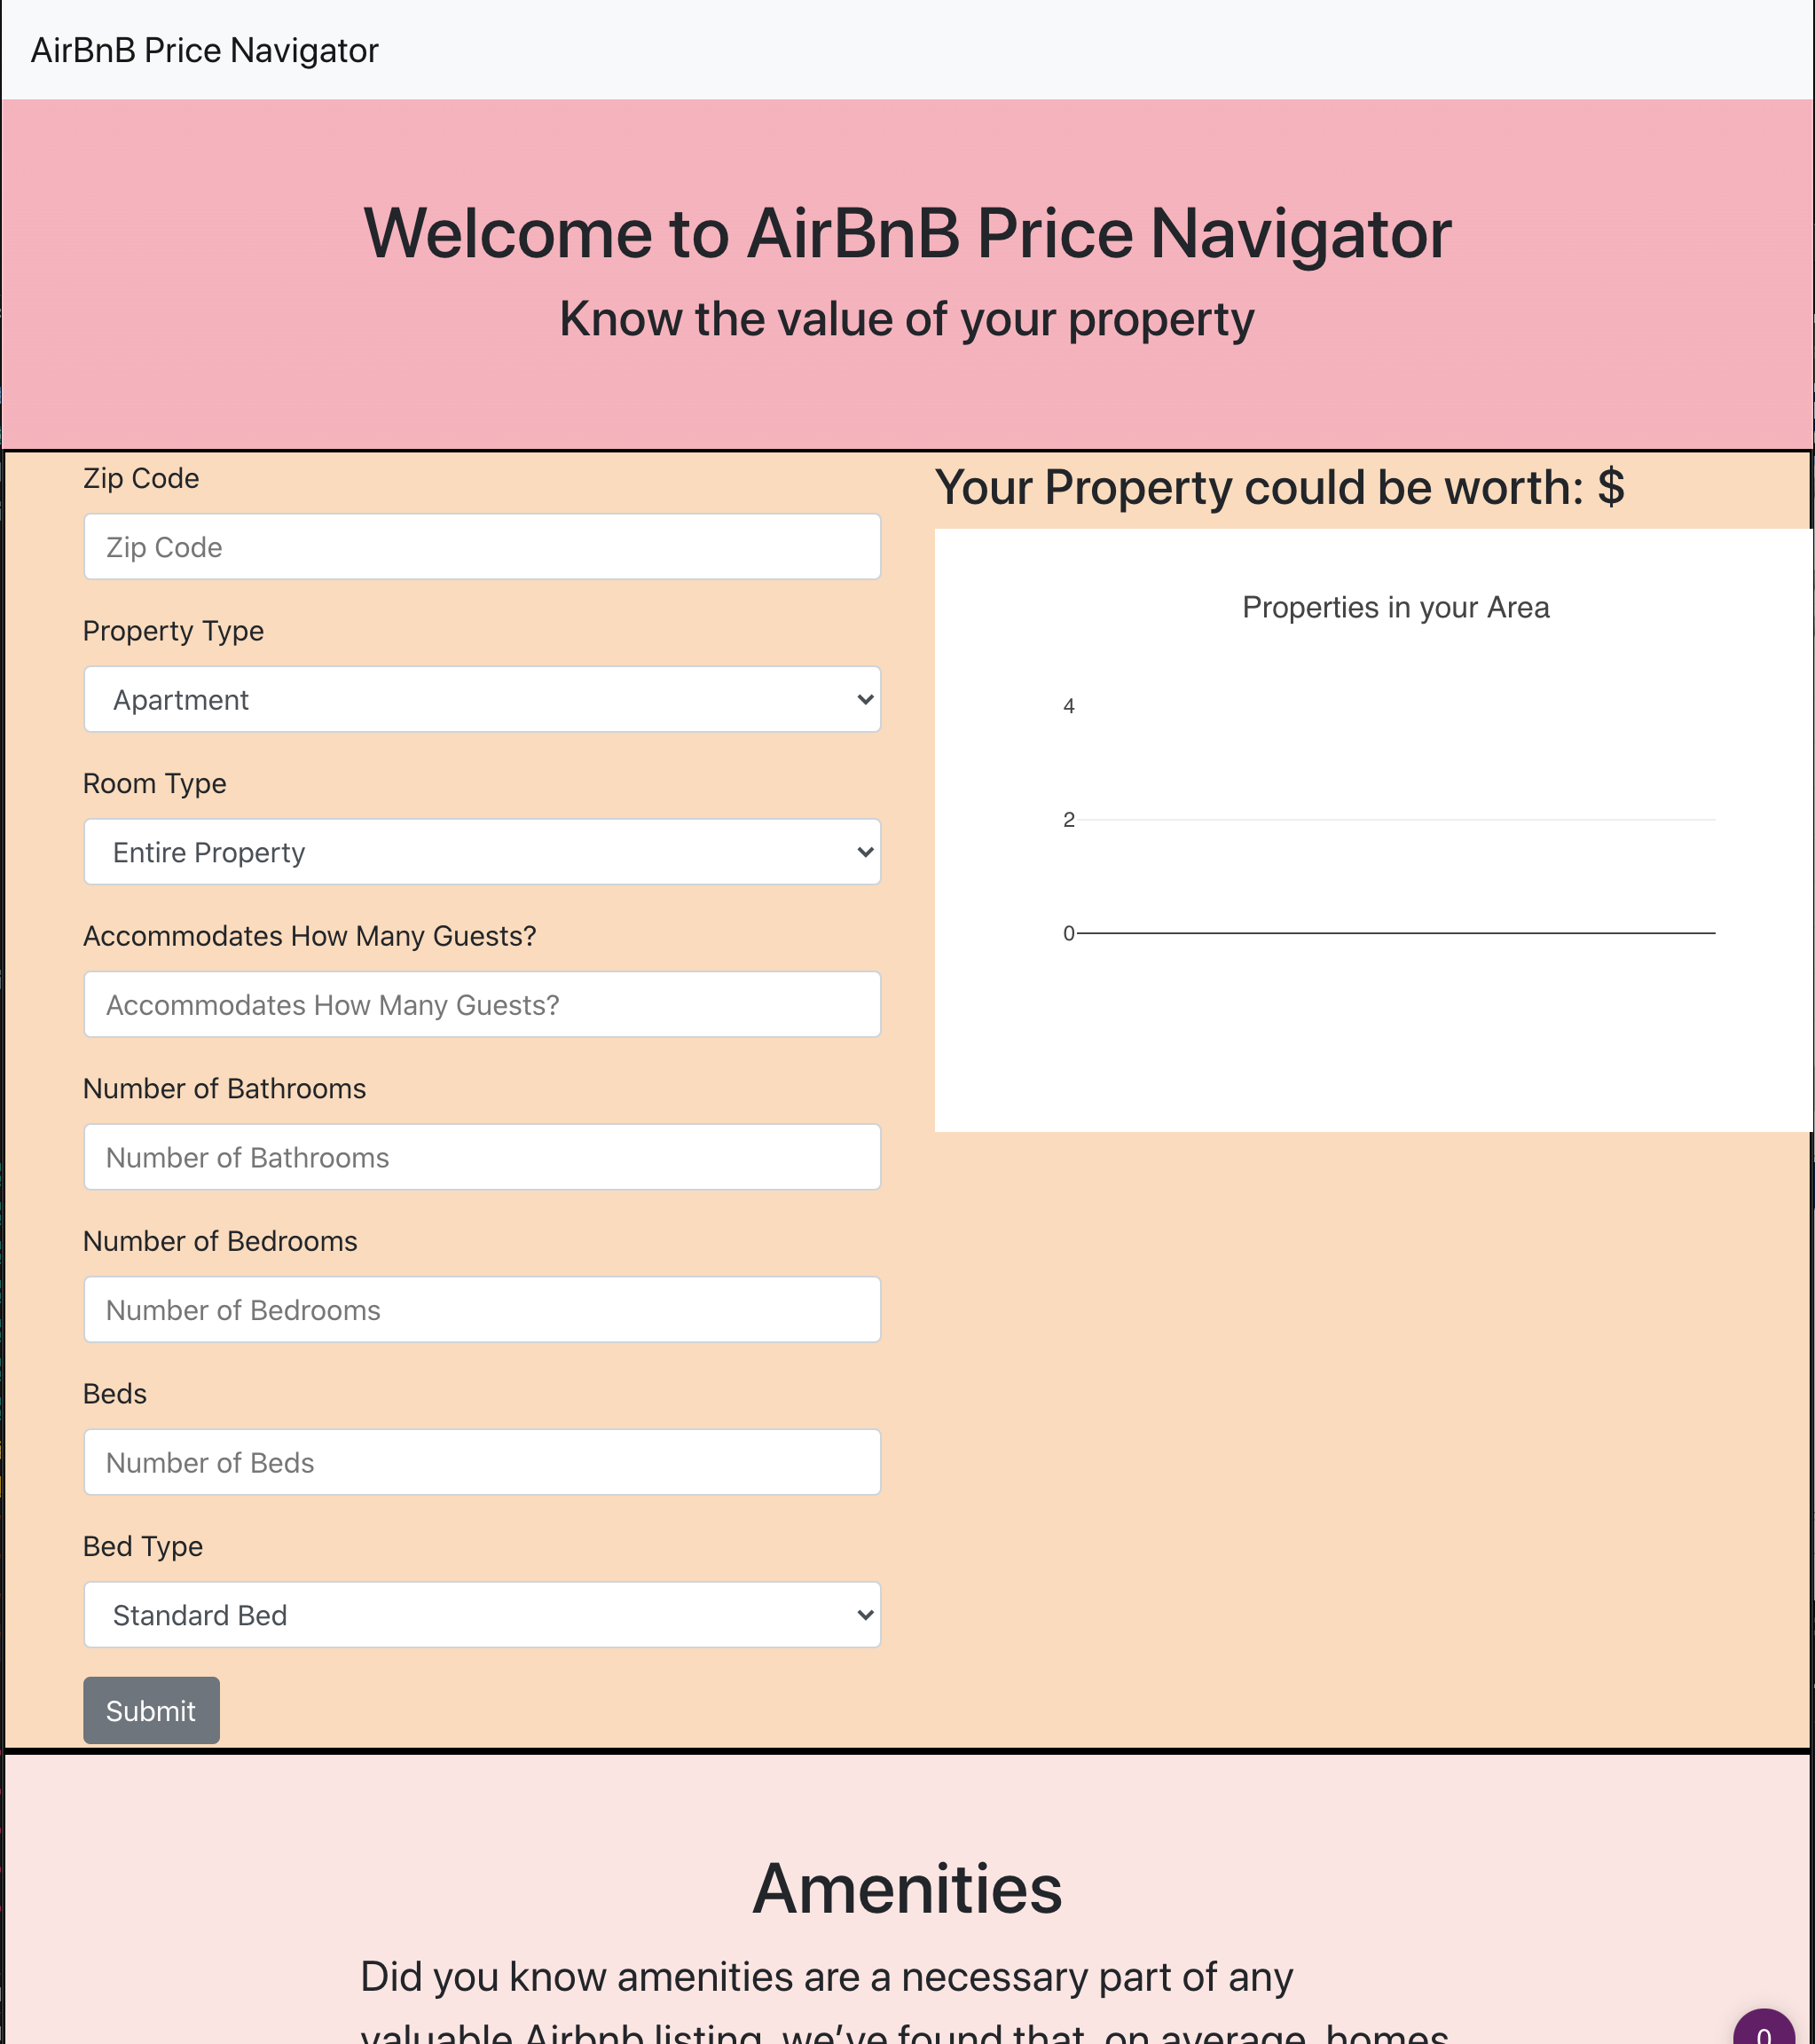 AirBnB Price Navigator
Welcome to AirBnB Price Navigator
Know the value of your property
Zip Code
Zip Code
Property Type
Apartment
Room Type
Entire Property
Accommodates How Many Guests?
Accommodates How Many Guests?
Number of Bathrooms
Number of Bathrooms
Number of Bedrooms
Number of Bedrooms
Beds
Number of Beds
Bed Type
Standard Bed
Submit
Your Property could be worth: $
Properties in your Area
4
2
0
Amenities
Did you know amenities are a necessary part of any
valuable Airbnb listing, we've found that, on average, homes
0